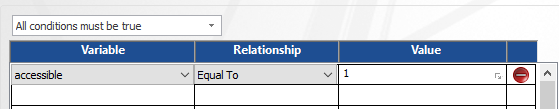 All conditions must be true
Variable Relationship Value
accessible Equal To 1